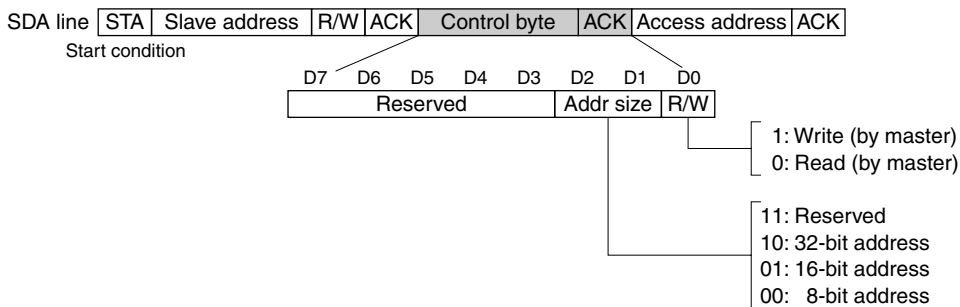 SDA line STA Slave address R/W ACK Control byte ACK Access address ACK
Start condition
D7 D6 D5 D4 D3 D2 D1 D0
Reserved Addr size R/W
1: Write (by master)
0: Read (by master)
11: Reserved
10: 32-bit address
01: 16-bit address
00: 8-bit address